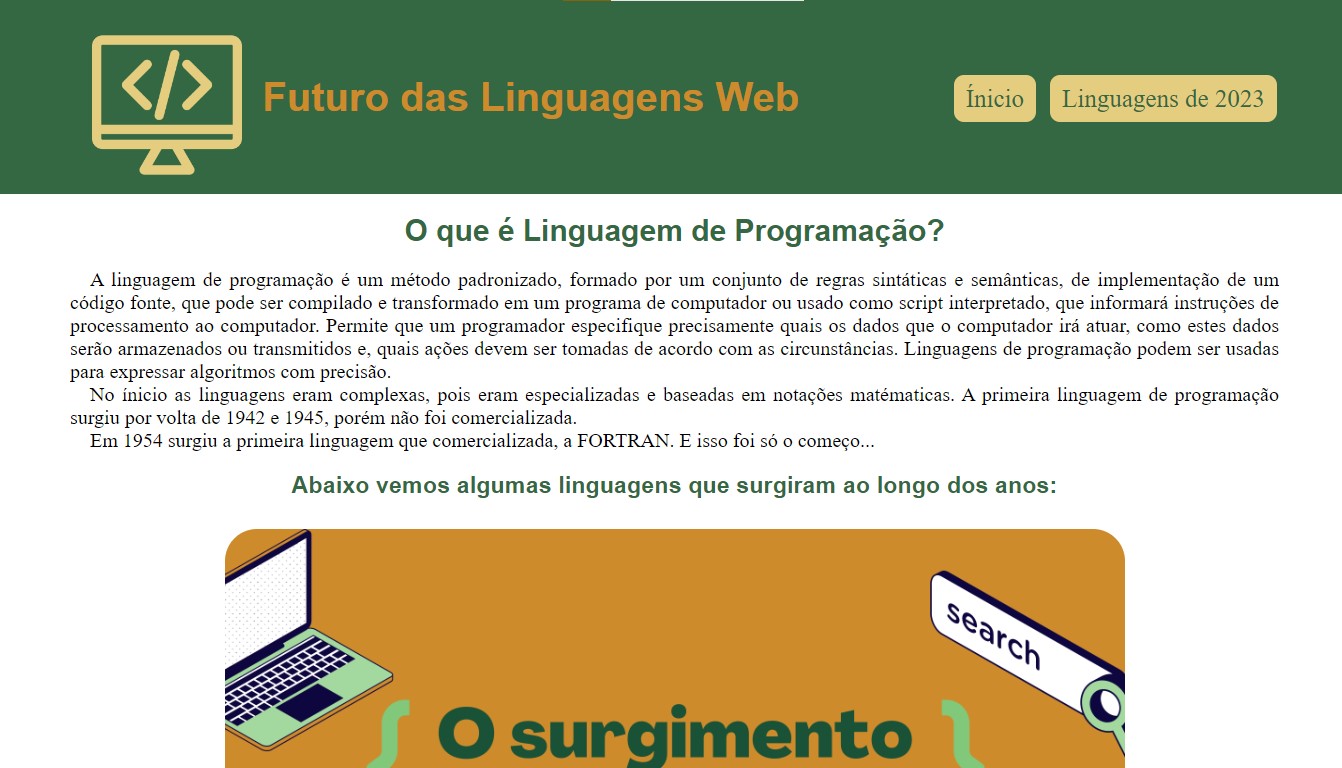 </>
Futuro das Linguagens Web
Ínicio
Linguagens de 2023
O que é Linguagem de Programação?
A linguagem de programação é um método padronizado, formado por um conjunto de regras sintáticas e semânticas, de implementação de um
código fonte, que pode ser compilado e transformado em um programa de computador ou usado como script interpretado, que informará instruções de
processamento ao computador. Permite que um programador especifique precisamente quais os dados que o computador irá atuar, como estes dados
serão armazenados ou transmitidos e, quais ações devem ser tomadas de acordo com as circunstâncias. Linguagens de programação podem ser usadas
para expressar algoritmos com precisão.
No ínicio as linguagens eram complexas, pois eram especializadas e baseadas em notações matématicas. A primeira linguagem de programação
surgiu por volta de 1942 e 1945, porém não foi comercializada.
Em 1954 surgiu a primeira linguagem que comercializada, a FORTRAN. E isso foi só o começo...
Abaixo vemos algumas linguagens que surgiram ao longo dos anos:
search
O surgimento